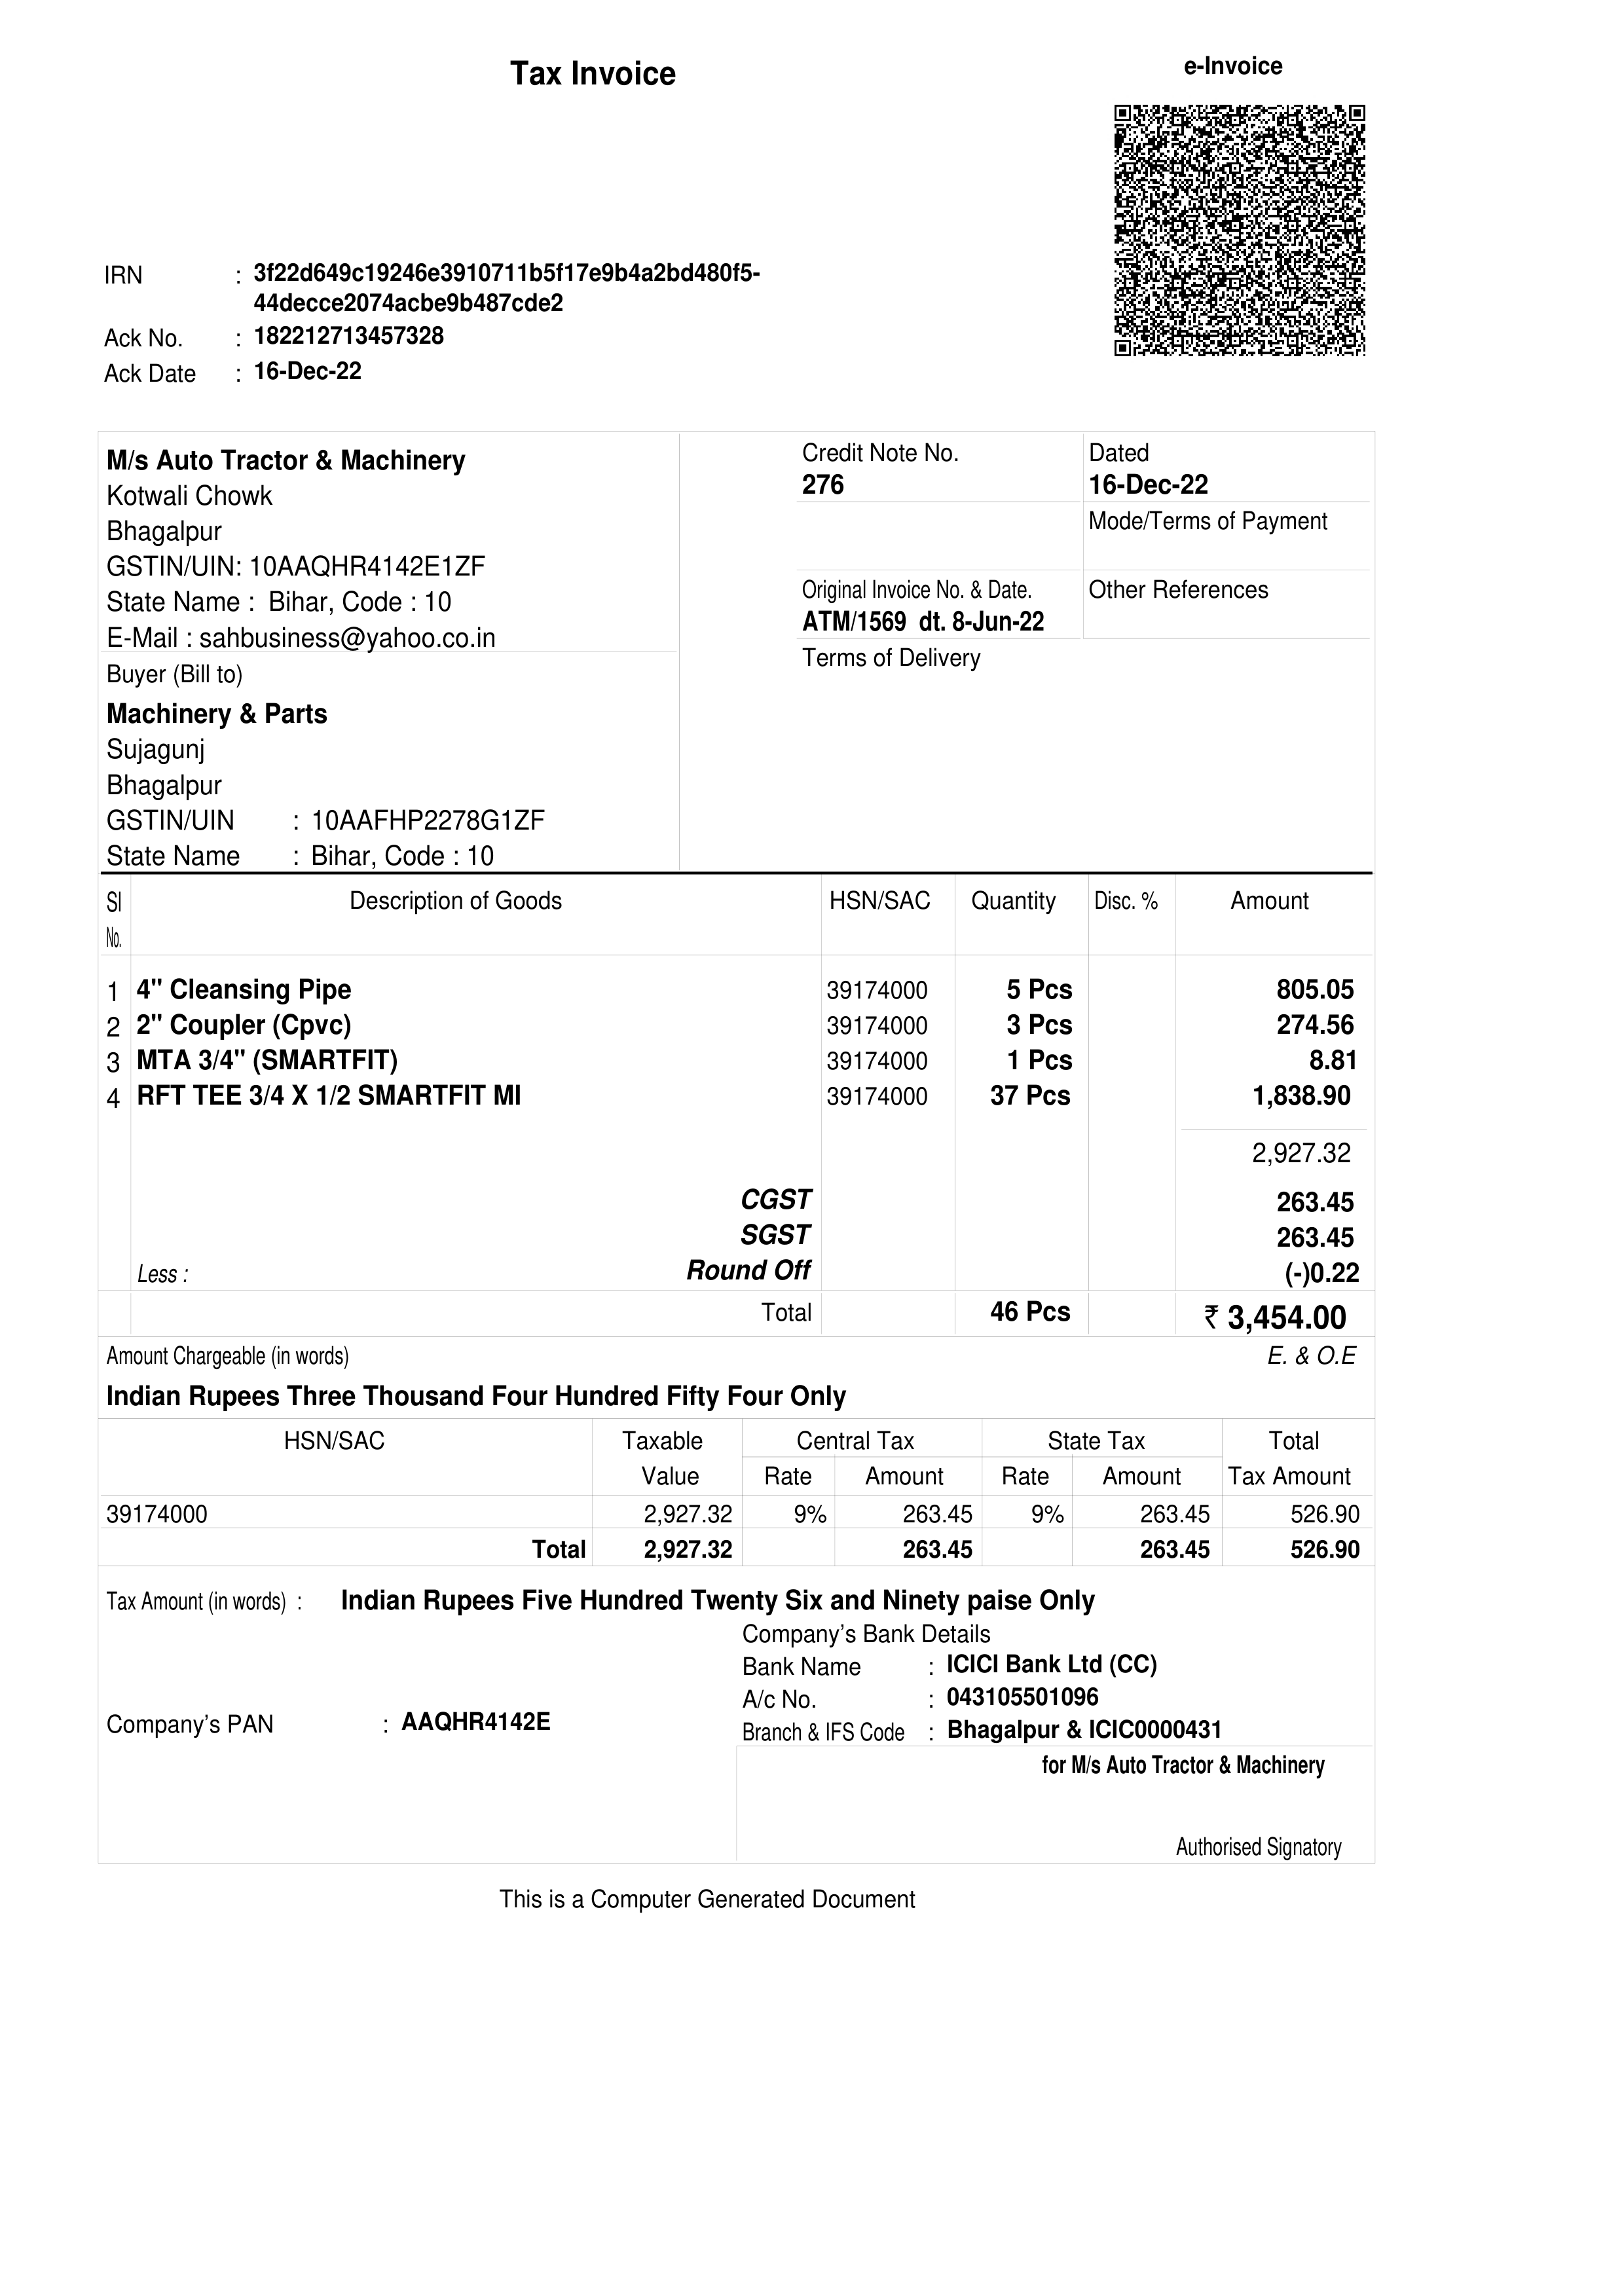 Tax Invoice
e-Invoice
IRN : 3f22d649c19246e3910711b5f17e9b4a2bd480f5-
44decce2074acbe9b487cde2
Ack No. : 182212713457328
Ack Date : 16-Dec-22
M/s Auto Tractor & Machinery
Kotwali Chowk
Bhagalpur
GSTIN/UIN: 10AAQHR4142E1ZF
State Name : Bihar, Code : 10
E-Mail : sahbusiness@yahoo.co.in
Buyer (Bill to)
Machinery & Parts
Sujagunj
Bhagalpur
GSTIN/UIN : 10AAFHP2278G1ZF
State Name : Bihar, Code : 10
Credit Note No.
276
Dated
16-Dec-22
Mode/Terms of Payment
Original Invoice No. & Date.
ATM/1569 dt. 8-Jun-22
Other References
Terms of Delivery
Sl No. Description of Goods HSN/SAC Quantity Disc. % Amount
1 4" Cleansing Pipe 39174000 5 Pcs 805.05
2 2" Coupler (Cpvc) 39174000 3 Pcs 274.56
3 MTA 3/4" (SMARTFIT) 39174000 1 Pcs 8.81
4 RFT TEE 3/4 X 1/2 SMARTFIT MI 39174000 37 Pcs 1,838.90
2,927.32
CGST 263.45
SGST 263.45
Less : Round Off (-)0.22
Total 46 Pcs ₹ 3,454.00
Amount Chargeable (in words) E. & O.E
Indian Rupees Three Thousand Four Hundred Fifty Four Only
HSN/SAC Taxable Central Tax State Tax Total
Value Rate Amount Rate Amount Tax Amount
39174000 2,927.32 9% 263.45 9% 263.45 526.90
Total 2,927.32 263.45 263.45 526.90
Tax Amount (in words) : Indian Rupees Five Hundred Twenty Six and Ninety paise Only
Company's Bank Details
Bank Name : ICICI Bank Ltd (CC)
A/c No. : 043105501096
Company's PAN : AAQHR4142E
Branch & IFS Code : Bhagalpur & ICIC0000431
for M/s Auto Tractor & Machinery
Authorised Signatory
This is a Computer Generated Document